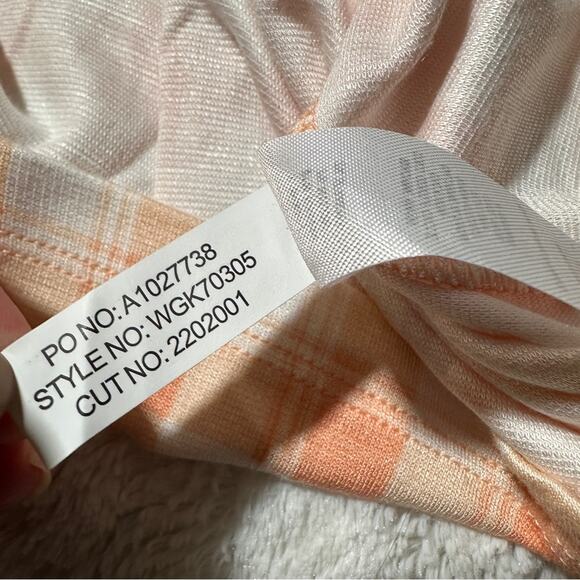 PO NO: A1027738
STYLE NO: WGK70305
CUT NO: 2202001